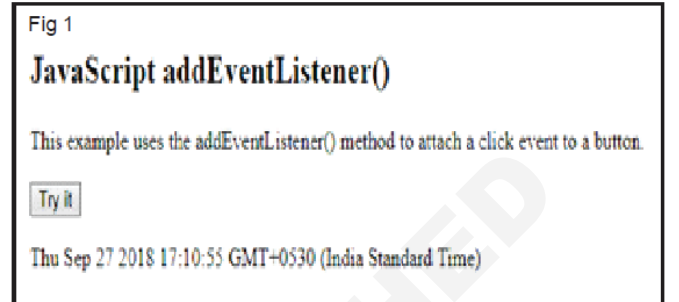 Fig 1
JavaScript addEventListener()
This example uses the addEventListener() method to attach a click event to a button.
Try it
Thu Sep 27 2018 17:10:55 GMT+0530 (India Standard Time)
HED